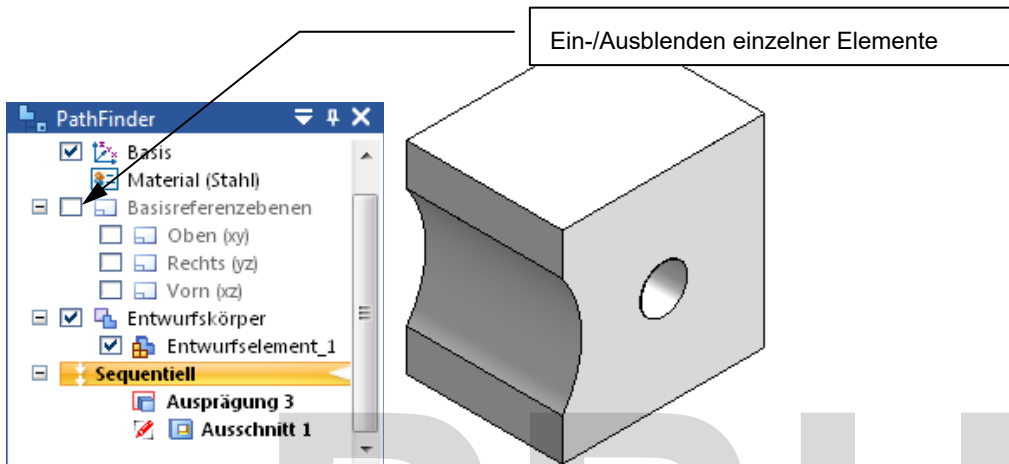 Ein-/Ausblenden einzelner Elemente
PathFinder
Basis
Material (Stahl)
Basisreferenzebenen
Oben (xy)
Rechts (yz)
Vorn (xz)
Entwurfskörper
Entwurfselement_1
Sequentiell
Ausprägung 3
Ausschnitt 1